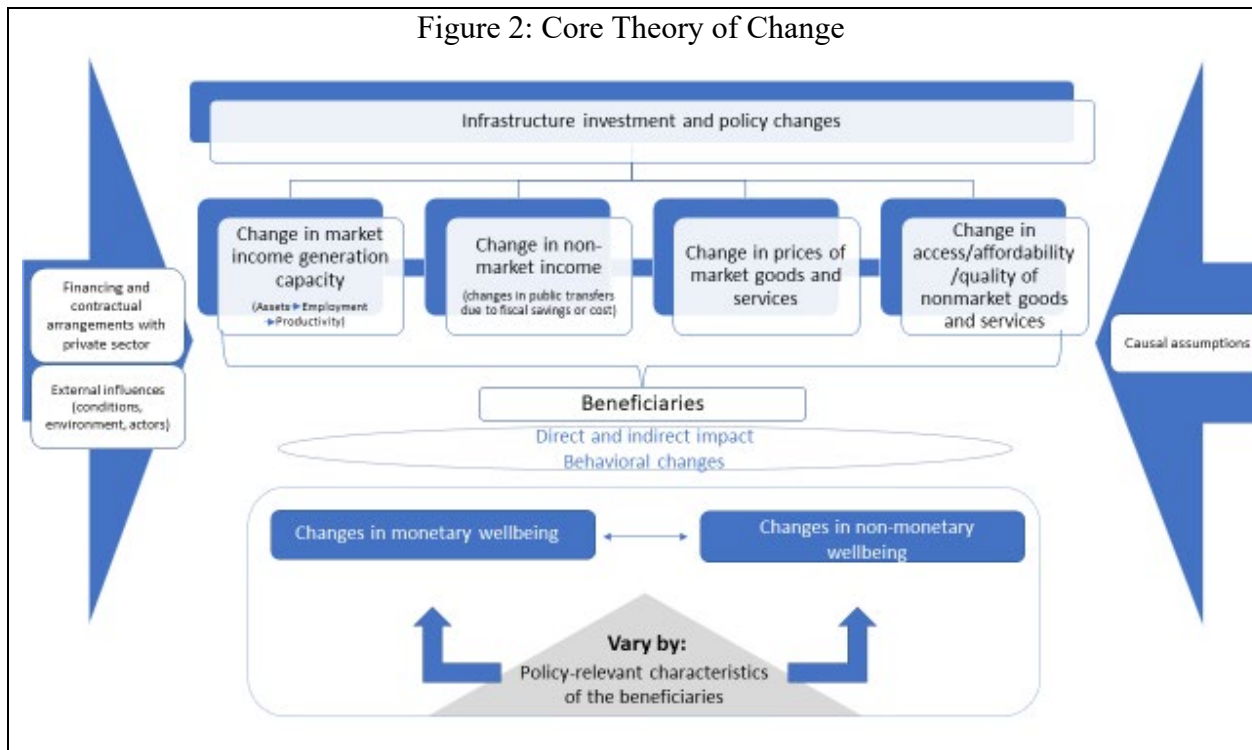 Figure 2: Core Theory of Change
Infrastructure investment and policy changes
Change in market
income generation
capacity
(Assets▸Employment
▸Productivity)
Change in non-
market income
(changes in public transfers
due to fiscal savings or cost)
Change in prices of
market goods and
services
Change in
access/affordability
/quality of
nonmarket goods
and services
Financing and
contractual
arrangements with
private sector
External influences
(conditions,
environment, actors)
Causal assumptions
Beneficiaries
Direct and indirect impact
Behavioral changes
Changes in monetary wellbeing
Changes in non-monetary
wellbeing
Vary by:
Policy-relevant characteristics
of the beneficiaries